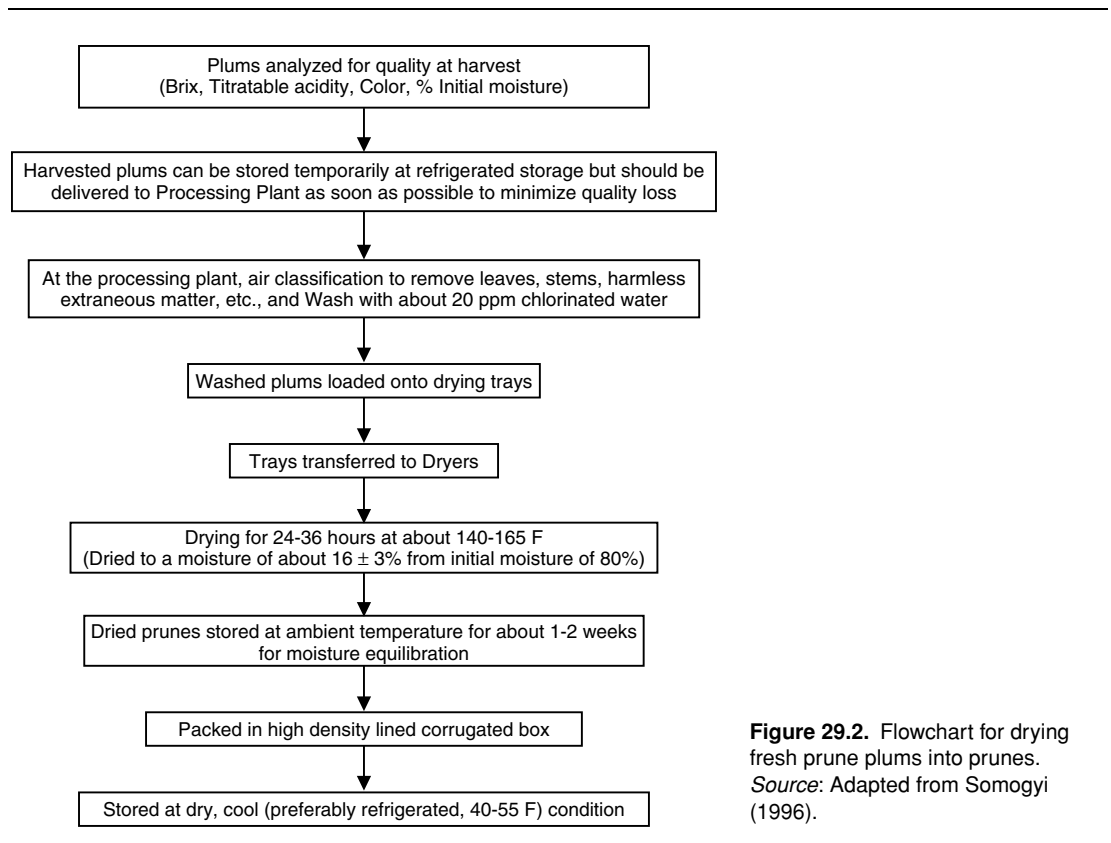 Plums analyzed for quality at harvest
(Brix, Titratable acidity, Color, % Initial moisture)
Harvested plums can be stored temporarily at refrigerated storage but should be
delivered to Processing Plant as soon as possible to minimize quality loss
At the processing plant, air classification to remove leaves, stems, harmless
extraneous matter, etc., and Wash with about 20 ppm chlorinated water
Washed plums loaded onto drying trays
Trays transferred to Dryers
Drying for 24-36 hours at about 140-165 F
(Dried to a moisture of about 16 ± 3% from initial moisture of 80%)
Dried prunes stored at ambient temperature for about 1-2 weeks
for moisture equilibration
Packed in high density lined corrugated box
Stored at dry, cool (preferably refrigerated, 40-55 F) condition
Figure 29.2. Flowchart for drying
fresh prune plums into prunes.
Source: Adapted from Somogyi
(1996).